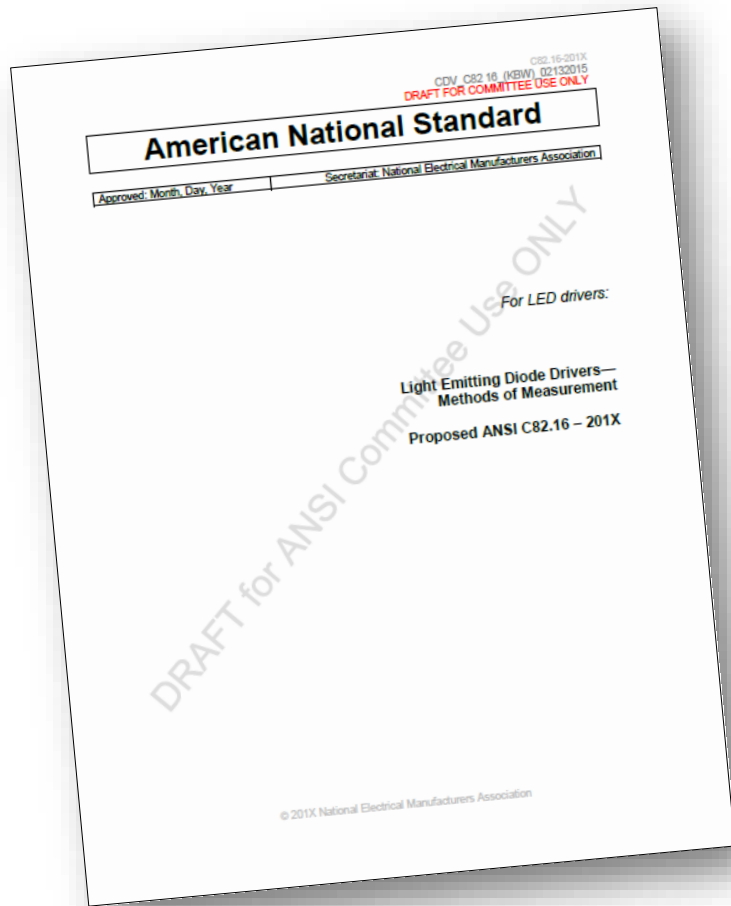 C82.16-201X
CDV_C82 16_(KBW)_02132015
DRAFT FOR COMMITTEE USE ONLY
American National Standard
Approved: Month, Day, Year
Secretariat: National Electrical Manufacturers Association
For LED drivers:
Light Emitting Diode Drivers—
Methods of Measurement
Proposed ANSI C82.16 – 201X
DRAFT for ANSI Committee Use ONLY
© 201X National Electrical Manufacturers Association